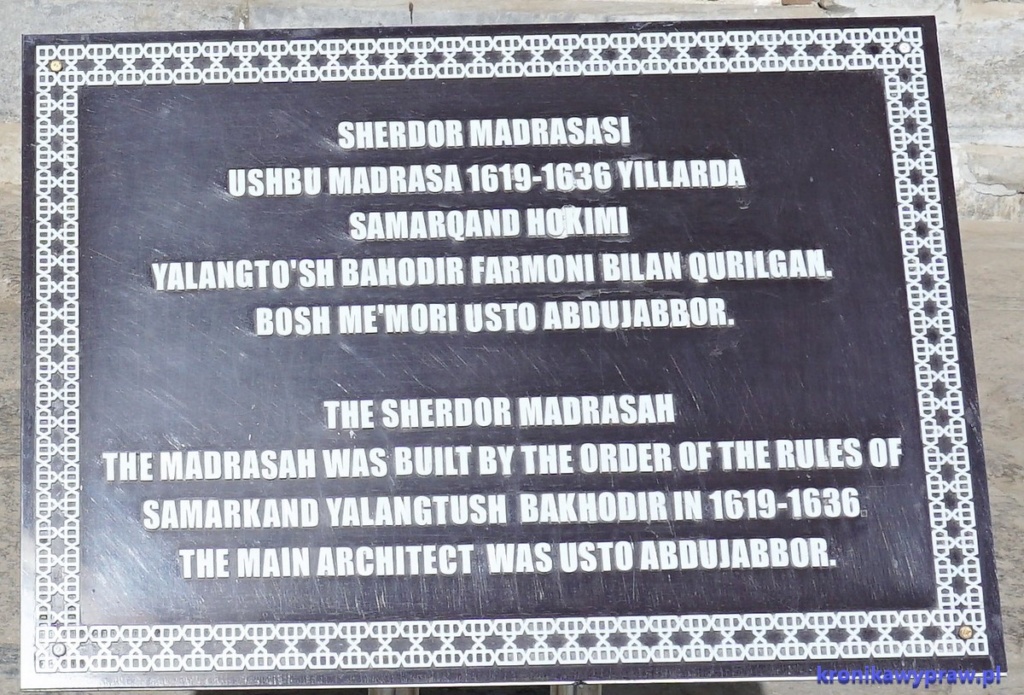 SHERDOR MADRASASI
USHBU MADRASA 1619-1636 YILLARDA
SAMARQAND HOKIMI
YALANGTO'SH BAHODIR FARMONI BILAN QURILGAN.
BOSH ME'MORI USTO ABDUJABBOR.
THE SHERDOR MADRASAH
THE MADRASAH WAS BUILT BY THE ORDER OF THE RULES OF
SAMARKAND YALANGTUSH BAKHODIR IN 1619-1636.
THE MAIN ARCHITECT WAS USTO ABDUJABBOR.
kronikawypraw.pl